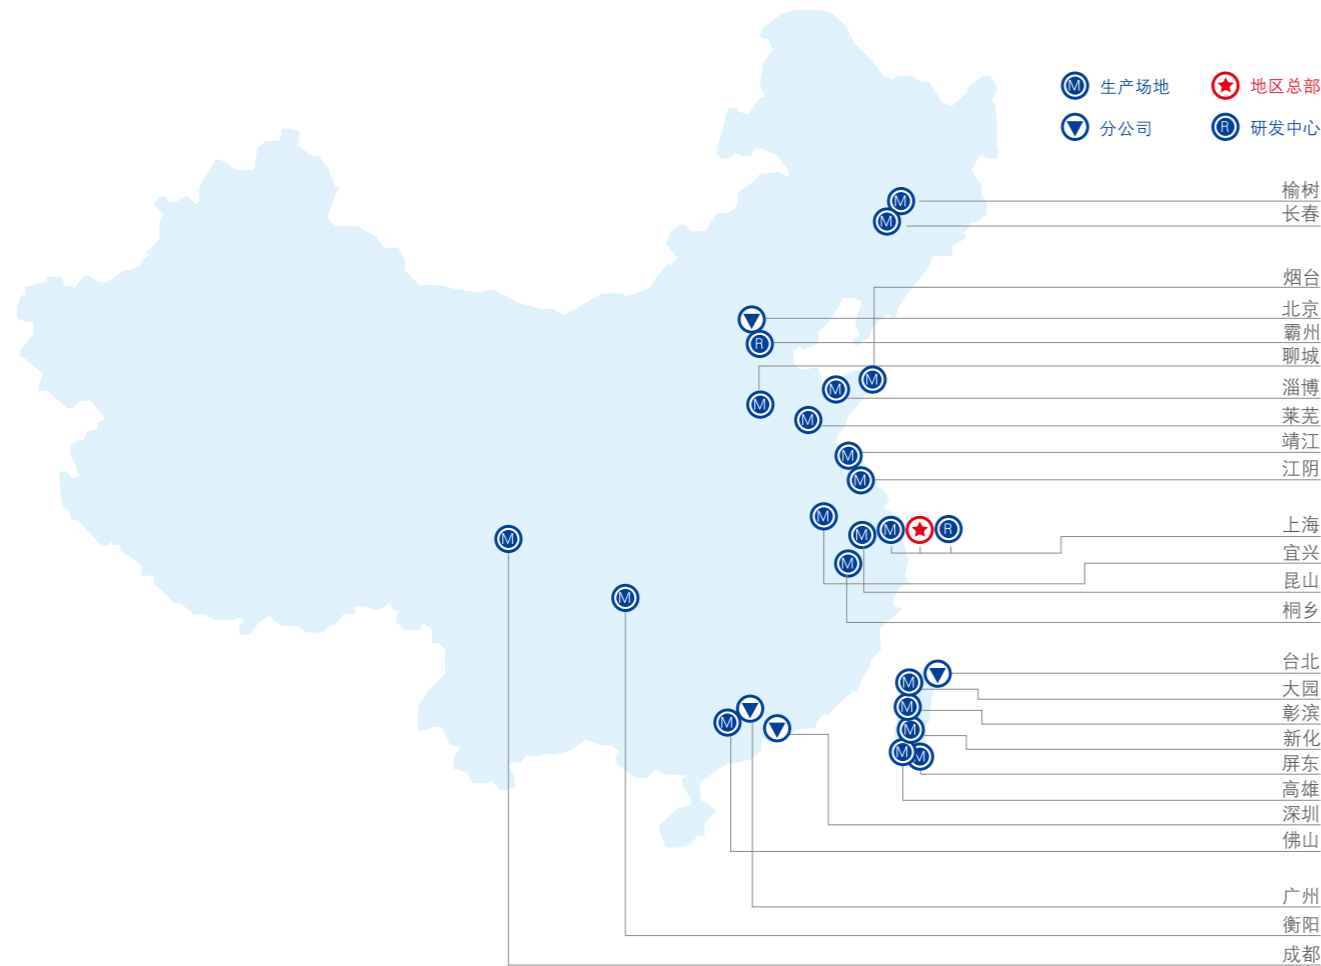 M 生产场地 地区总部
分公司 R 研发中心
榆树
长春
烟台
北京
霸州
聊城
淄博
莱芜
靖江
江阴
上海
宜兴
昆山
桐乡
台北
大园
彰滨
新化
屏东
高雄
深圳
佛山
广州
衡阳
成都
M
M
R
M
M
M
M
M
M
M
M
M
R
M
M
M
M
M
M
M
M
M